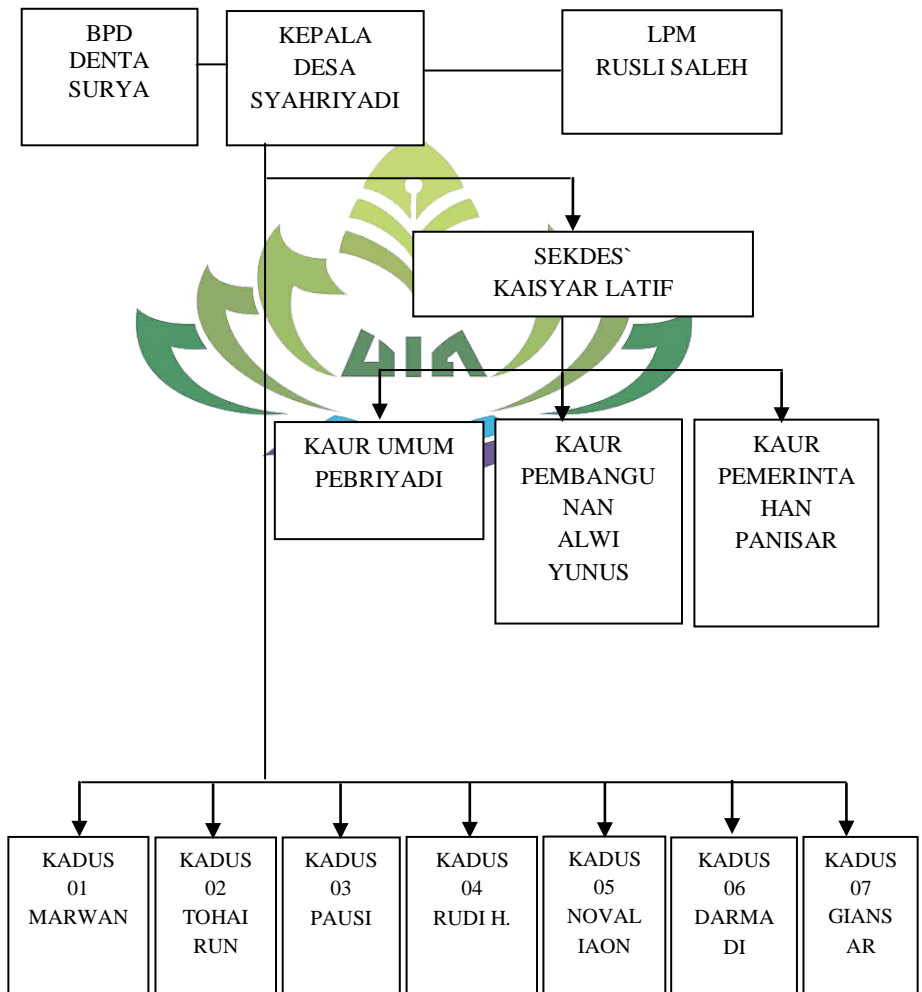 BPD
DENTA
SURYA
KEPALA
DESA
SYAHRIYADI
LPM
RUSLI SALEH
SEKDES`
KAISYAR LATIF
UIN
KAUR UMUM
PEBRIYADI
KAUR
PEMBANGU
NAN
ALWI
YUNUS
KAUR
PEMERINTA
HAN
PANISAR
KADUS
01
MARWAN
KADUS
02
TOHAI
RUN
KADUS
03
PAUSI
KADUS
04
RUDI H.
KADUS
05
NOVAL
IAON
KADUS
06
DARMA
DI
KADUS
07
GIANS
AR